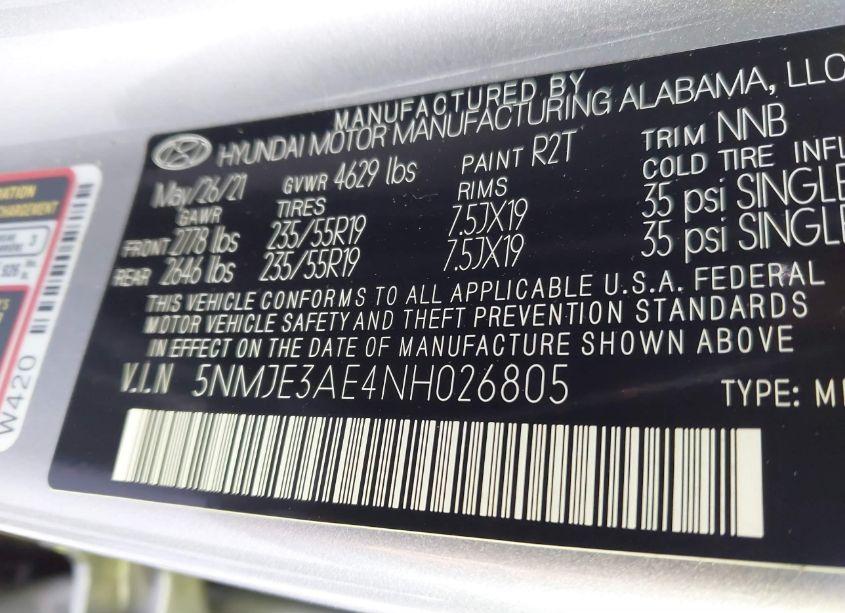 MANUFACTURED BY
HYUNDAI MOTOR MANUFACTURING ALABAMA, LLC
May/26/21 GVWR 4629 lbs PAINT R2T TRIM NNB
GAWR TIRES RIMS COLD TIRE INFL
FRONT 2778 lbs 235/55R19 7.5JX19 35 psi SINGLE
REAR 2646 lbs 235/55R19 7.5JX19 35 psi SINGLE
THIS VEHICLE CONFORMS TO ALL APPLICABLE U.S.A. FEDERAL
MOTOR VEHICLE SAFETY AND THEFT PREVENTION STANDARDS
IN EFFECT ON THE DATE OF MANUFACTURE SHOWN ABOVE
V.I.N 5NMJE3AE4NH026805
TYPE: M
W420